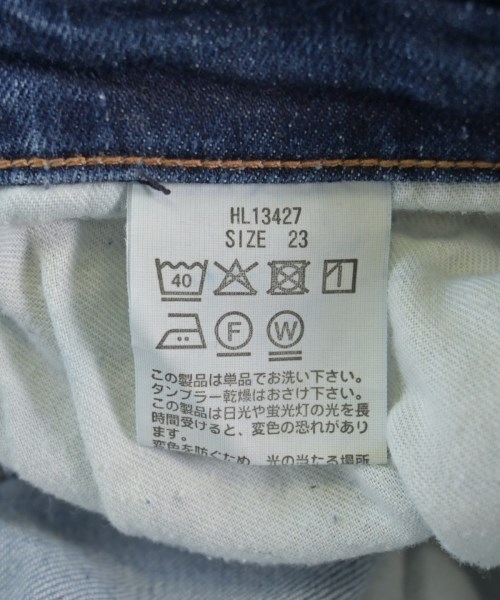 HL13427
SIZE 23
40
F W
この製品は単品でお洗い下さい。
タンブラー乾燥はおさけ下さい。
この製品は日光や蛍光灯の光を長
時間受けると、変色の恐れがあり
ます。
変色を防ぐため、光の当たる場所